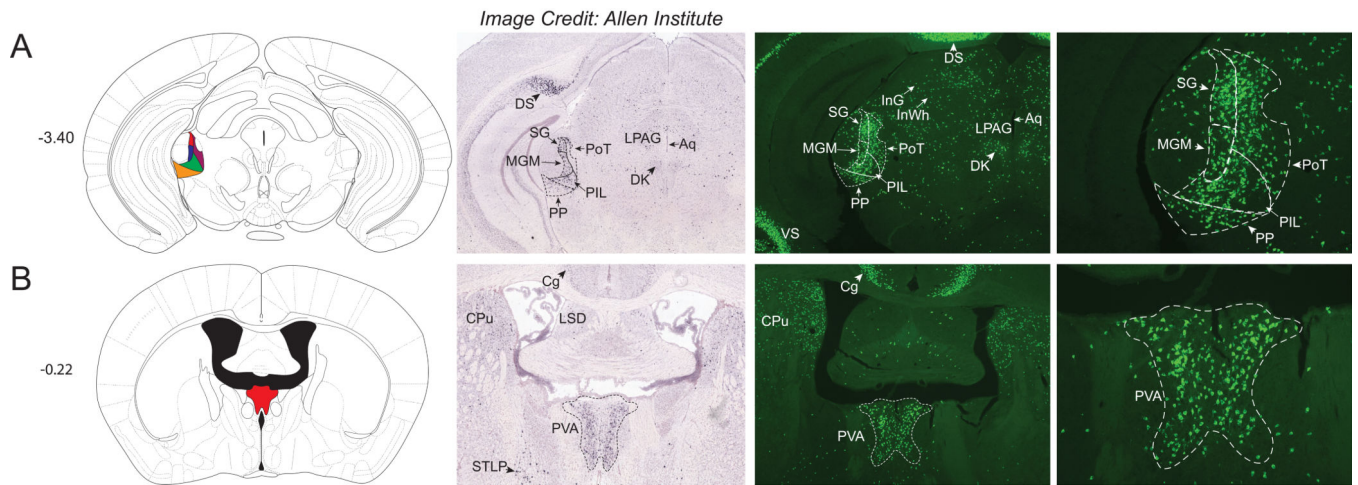 Image Credit: Allen Institute
A
-3.40
DS
SG
LPAG
Aq
MGM
PoT
DK
PIL
PP
DS
InG
SG
InWh
Aq
LPAG
MGM
PoT
DK
PIL
PP
VS
SG
MGM
PoT
PIL
PP
B
-0.22
Cg
CPu
LSD
PVA
STLP
Cg
CPu
PVA
PVA